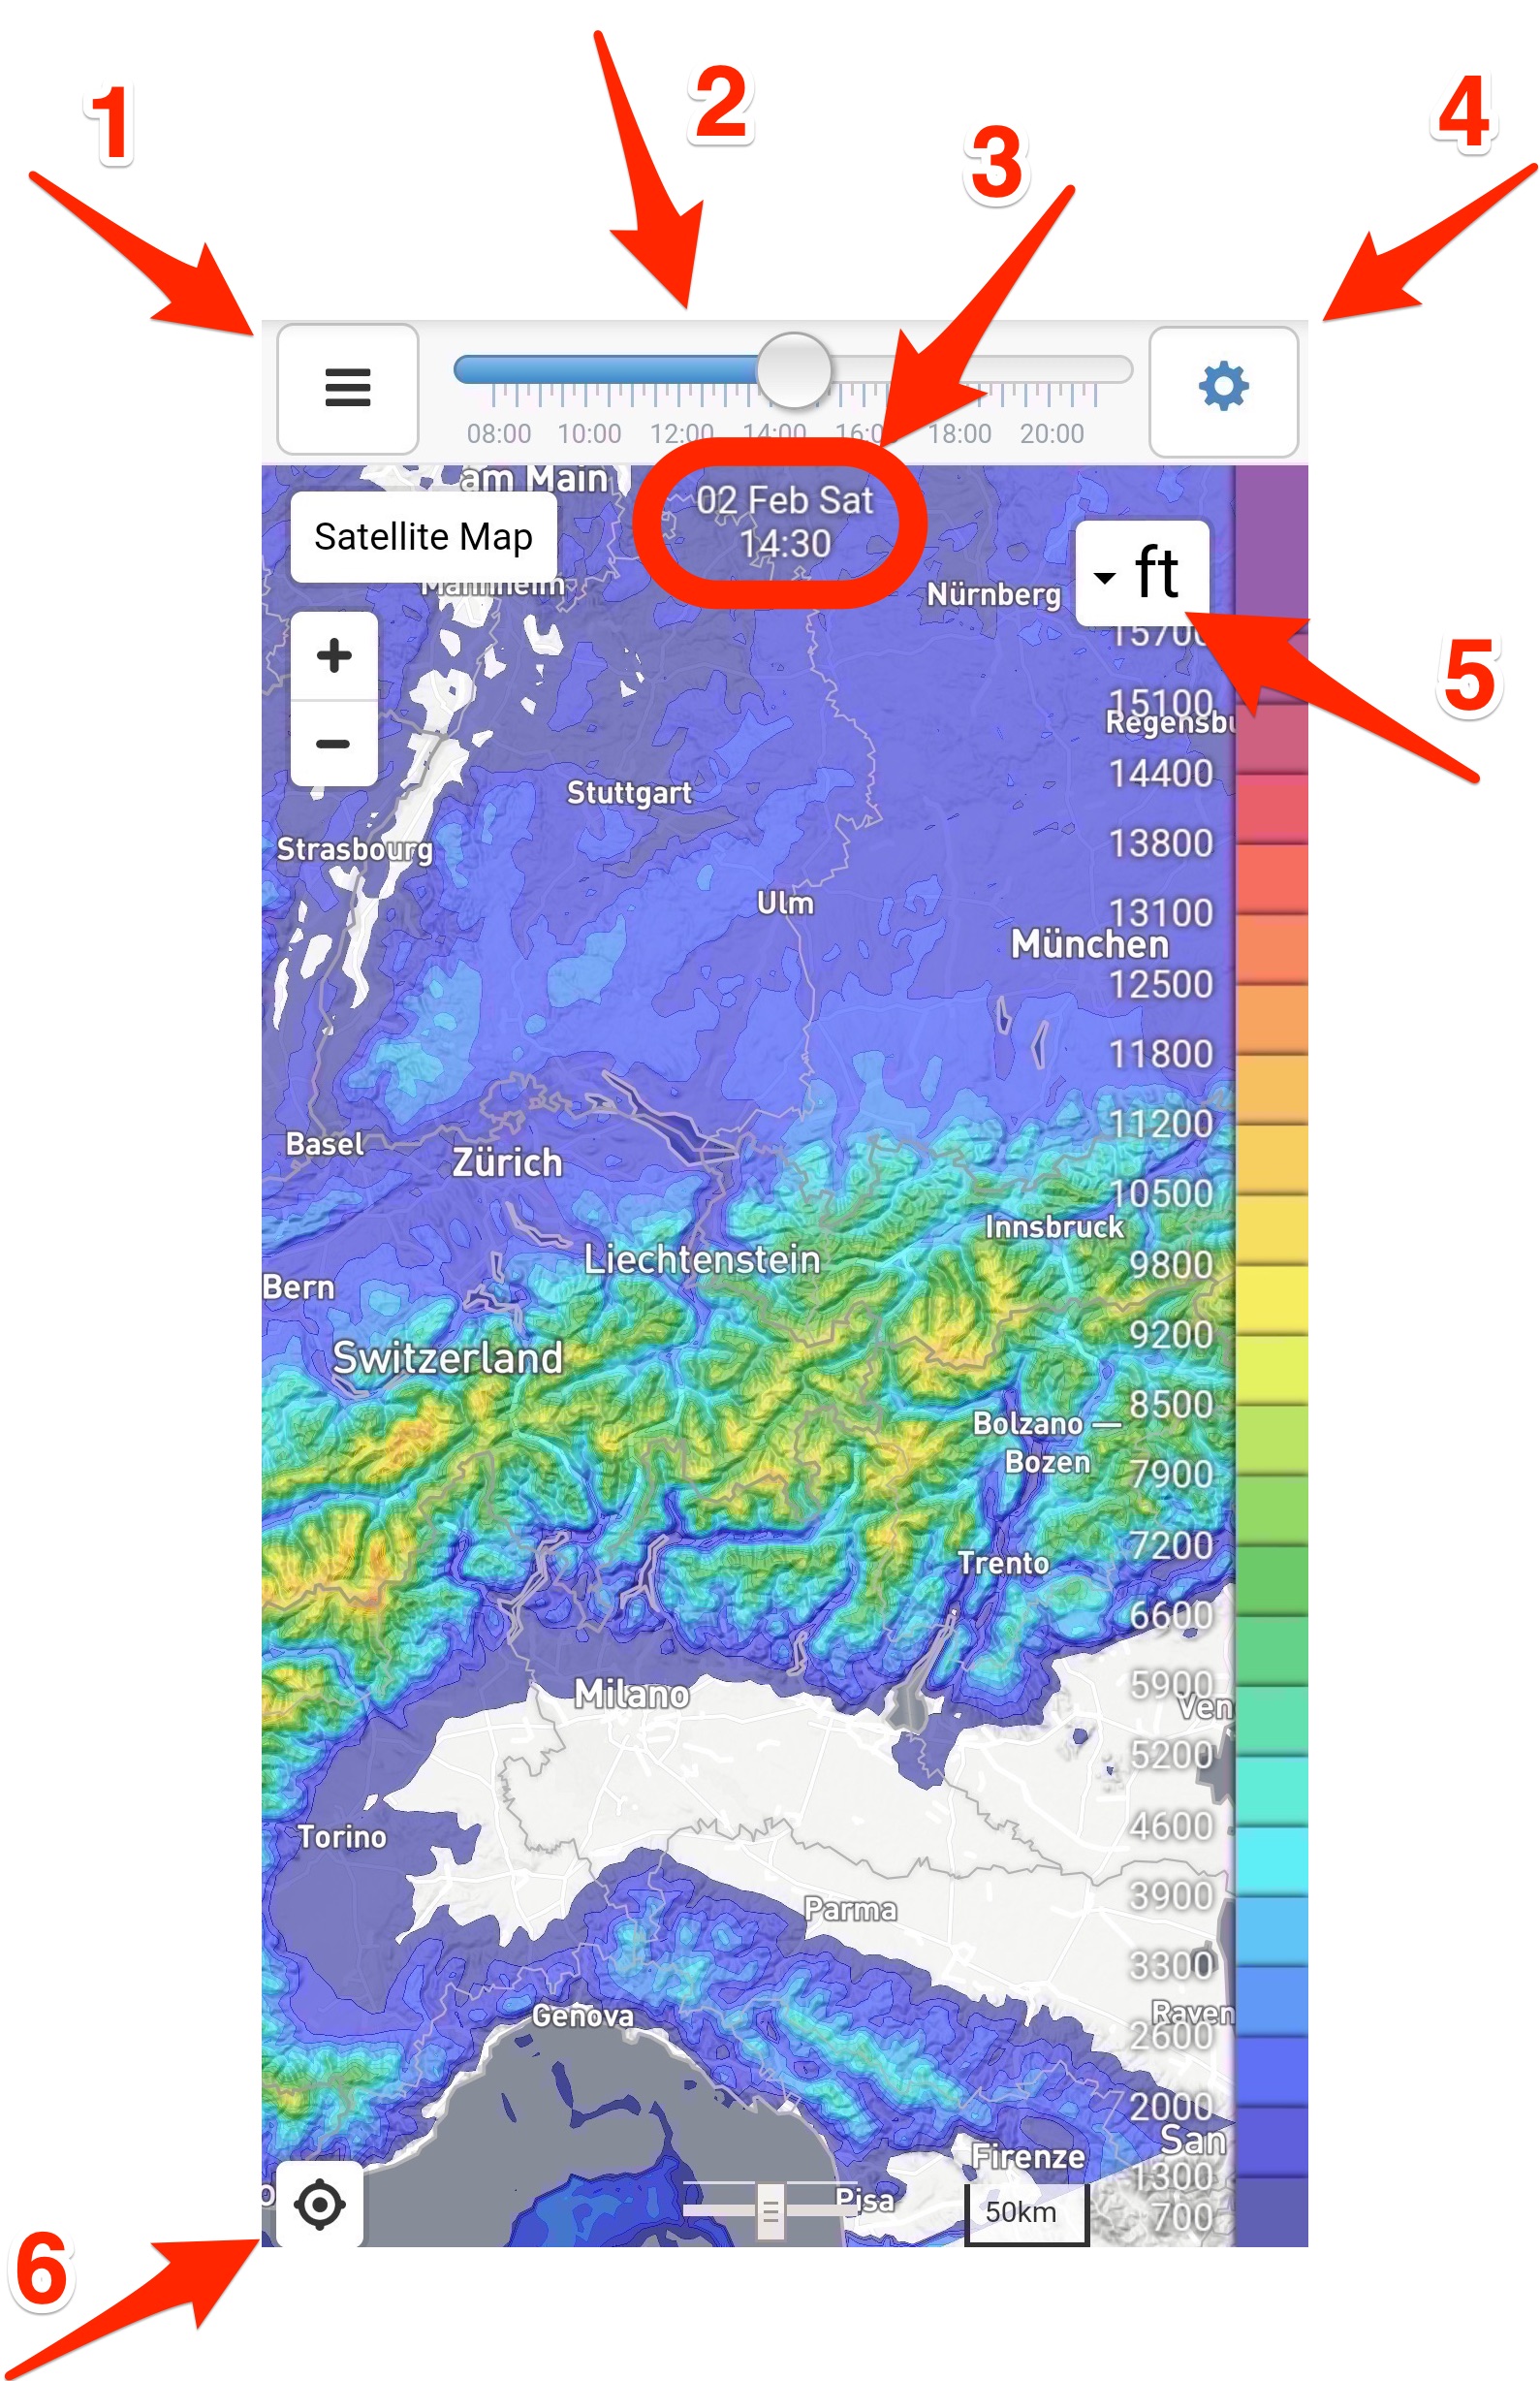 1
2
3
4
08:00 10:00 12:00 14:00 16:0 18:00 20:00
am Main
02 Feb Sat
14:30
Satellite Map
ft
Mannheim
Nürnberg
+
15700
5
15100
Regensbu
−
14400
Stuttgart
13800
Strasbourg
Ulm
13100
München
12500
11800
11200
Basel
Zürich
10500
Innsbruck
Liechtenstein
9800
Bern
9200
Switzerland
8500
Bolzano —
Bozen
7900
7200
Trento
6600
5900
Milano
Ven
5200
4600
Torino
3900
Parma
3300
Raven
Genova
2600
2000
San
Firenze
1300
Pisa
50km
700
6